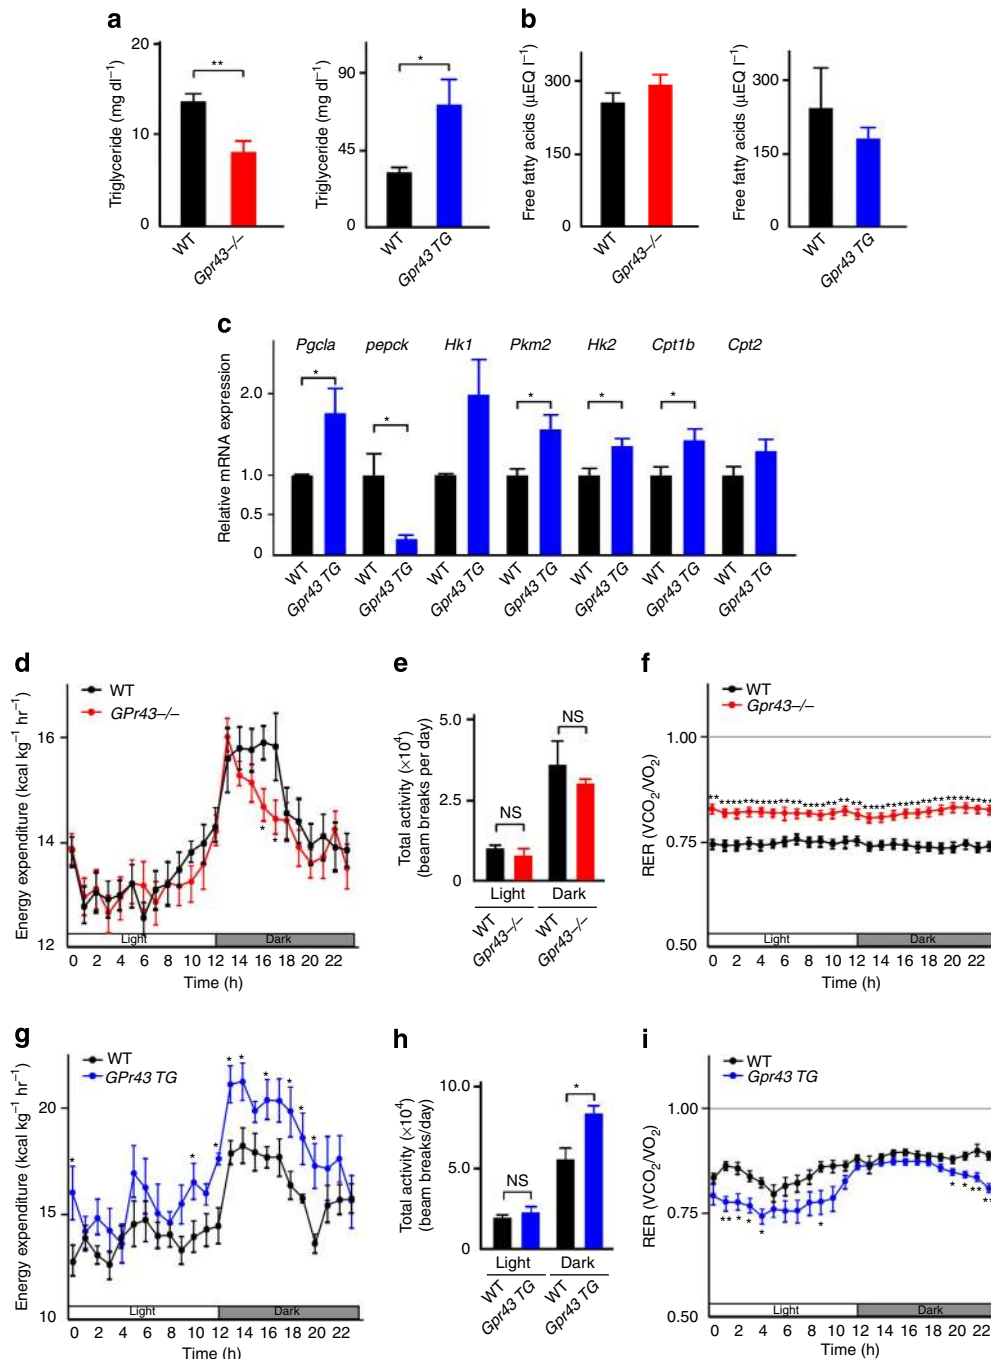 a
Triglyceride (mg dl⁻¹)
20
10
0
**
WT
Gpr43−/−
Triglyceride (mg dl⁻¹)
90
45
0
*
WT
Gpr43 TG
b
Free fatty acids (µEQ l⁻¹)
300
150
0
WT
Gpr43−/−
Free fatty acids (µEQ l⁻¹)
300
150
0
WT
Gpr43 TG
c
Relative mRNA expression
2.0
1.0
0.5
0
Pgcla pepck Hk1 Pkm2 Hk2 Cpt1b Cpt2
* * * * *
WT Gpr43 TG WT Gpr43 TG WT Gpr43 TG WT Gpr43 TG WT Gpr43 TG WT Gpr43 TG WT Gpr43 TG
d
Energy expenditure (kcal kg⁻¹ hr⁻¹)
WT
GPr43−/−
16
14
12
* *
Light Dark
0 2 4 6 8 10 12 14 16 18 20 22
Time (h)
e
Total activity (×10⁴)
(beam breaks per day)
5.0
2.5
0
NS
NS
Light Dark
WT Gpr43−/− WT Gpr43−/−
f
RER (VCO₂/VO₂)
WT
Gpr43−/−
1.00
0.75
0.50
Light Dark
0 2 4 6 8 10 12 14 16 18 20 22
Time (h)
g
Energy expenditure (kcal kg⁻¹ hr⁻¹)
WT
GPr43 TG
20
15
10
* * * * * * * * *
Light Dark
0 2 4 6 8 10 12 14 16 18 20 22
Time (h)
h
Total activity (×10⁴)
(beam breaks/day)
10.0
5.0
0
NS
*
Light Dark
WT Gpr43 TG WT Gpr43 TG
i
RER (VCO₂/VO₂)
WT
Gpr43 TG
1.00
0.75
0.50
** * * * * * * ** **
Light Dark
0 2 4 6 8 10 12 14 16 18 20 22
Time (h)